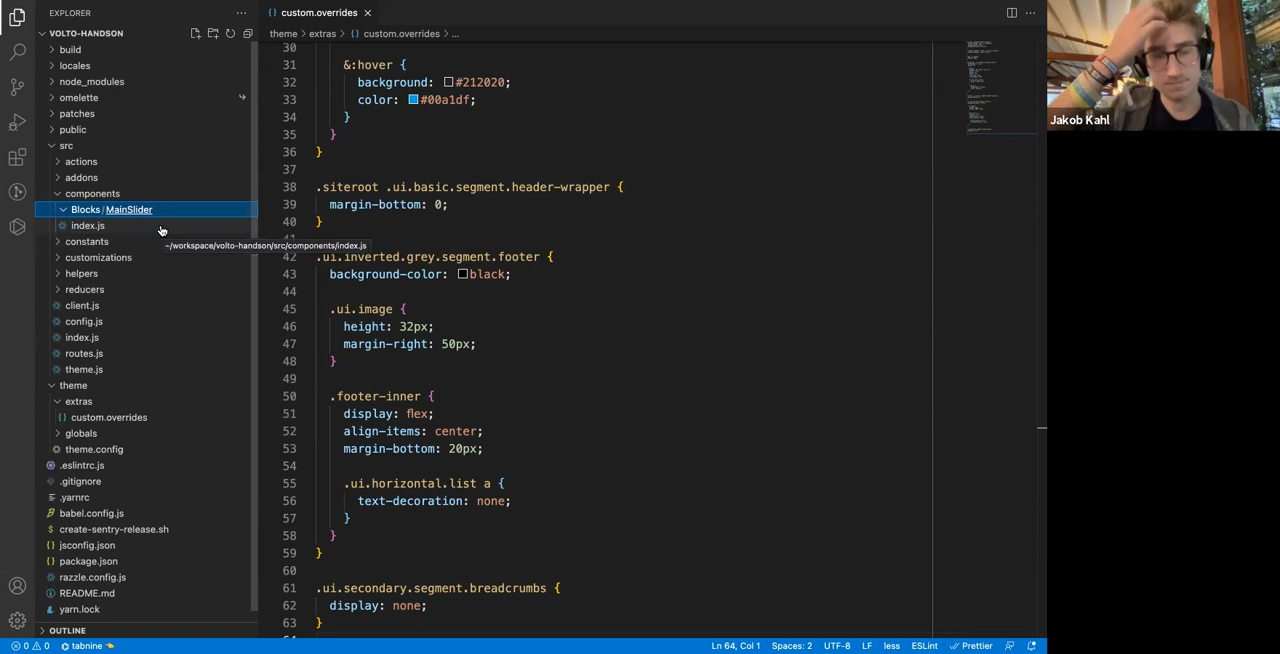 EXPLORER
VOLTO-HANDSON
build
locales
node_modules
omelette
patches
public
src
actions
addons
components
Blocks / MainSlider
index.js
constants
customizations
helpers
reducers
client.js
config.js
index.js
routes.js
theme.js
theme
extras
custom.overrides
globals
theme.config
.eslintrc.js
.gitignore
.yarnrc
babel.config.js
create-sentry-release.sh
jsconfig.json
package.json
razzle.config.js
README.md
yarn.lock
OUTLINE
~/workspace/volto-handson/src/components/index.js
custom.overrides
theme > extras > {} custom.overrides > ...
30
31 &:hover {
32 background: #212020;
33 color: #00a1df;
34 }
35 }
36 }
37
38 .siteroot .ui.basic.segment.header-wrapper {
39 margin-bottom: 0;
40 }
41
42 .ui.inverted.grey.segment.footer {
43 background-color: black;
44
45 .ui.image {
46 height: 32px;
47 margin-right: 50px;
48 }
49
50 .footer-inner {
51 display: flex;
52 align-items: center;
53 margin-bottom: 20px;
54
55 .ui.horizontal.list a {
56 text-decoration: none;
57 }
58 }
59 }
60
61 .ui.secondary.segment.breadcrumbs {
62 display: none;
63 }
64
Jakob Kahl
0 0 tabnine
Ln 64, Col 1 Spaces: 2 UTF-8 LF less ESLint Prettier